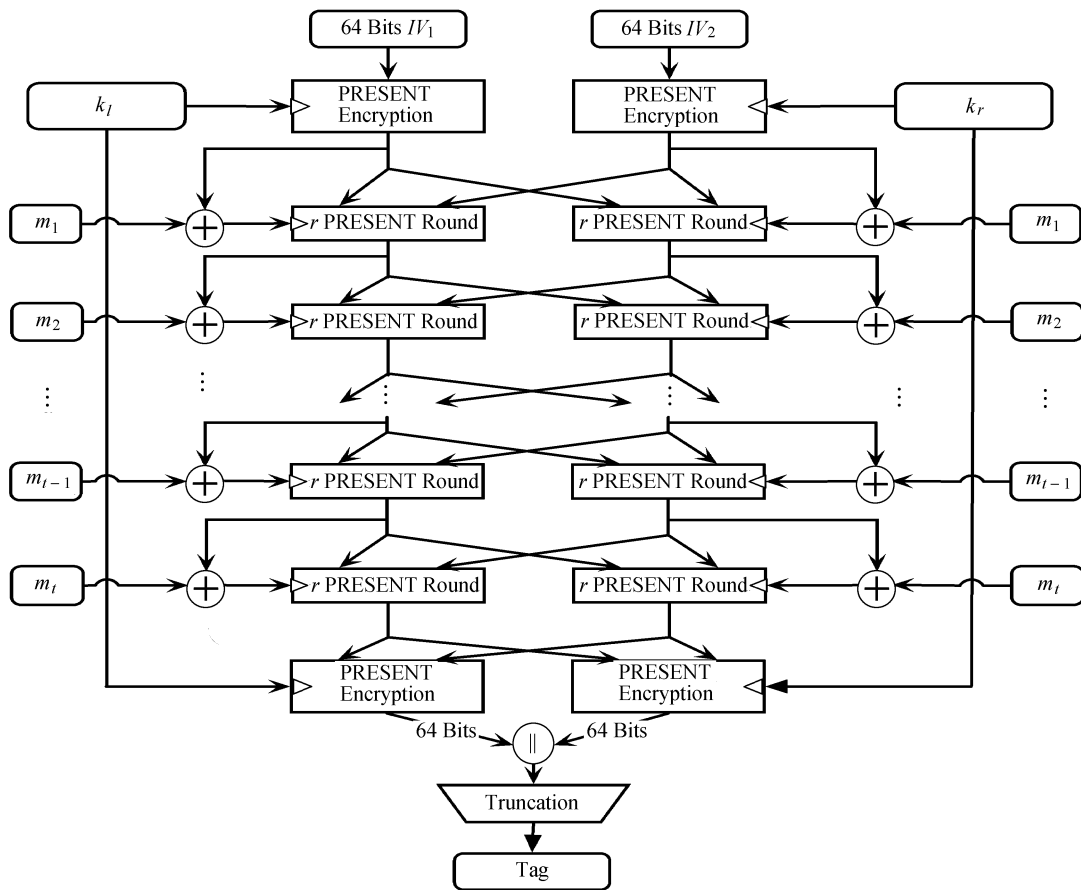 64 Bits IV₁
64 Bits IV₂
kₗ
PRESENT
Encryption
PRESENT
Encryption
kᵣ
m₁
+
r PRESENT Round
r PRESENT Round
+
m₁
m₂
+
r PRESENT Round
r PRESENT Round
+
m₂
⋮
⋮
⋮
⋮
⋮
⋮
mₜ₋₁
+
r PRESENT Round
r PRESENT Round
+
mₜ₋₁
mₜ
+
r PRESENT Round
r PRESENT Round
+
mₜ
PRESENT
Encryption
PRESENT
Encryption
64 Bits
||
64 Bits
Truncation
Tag